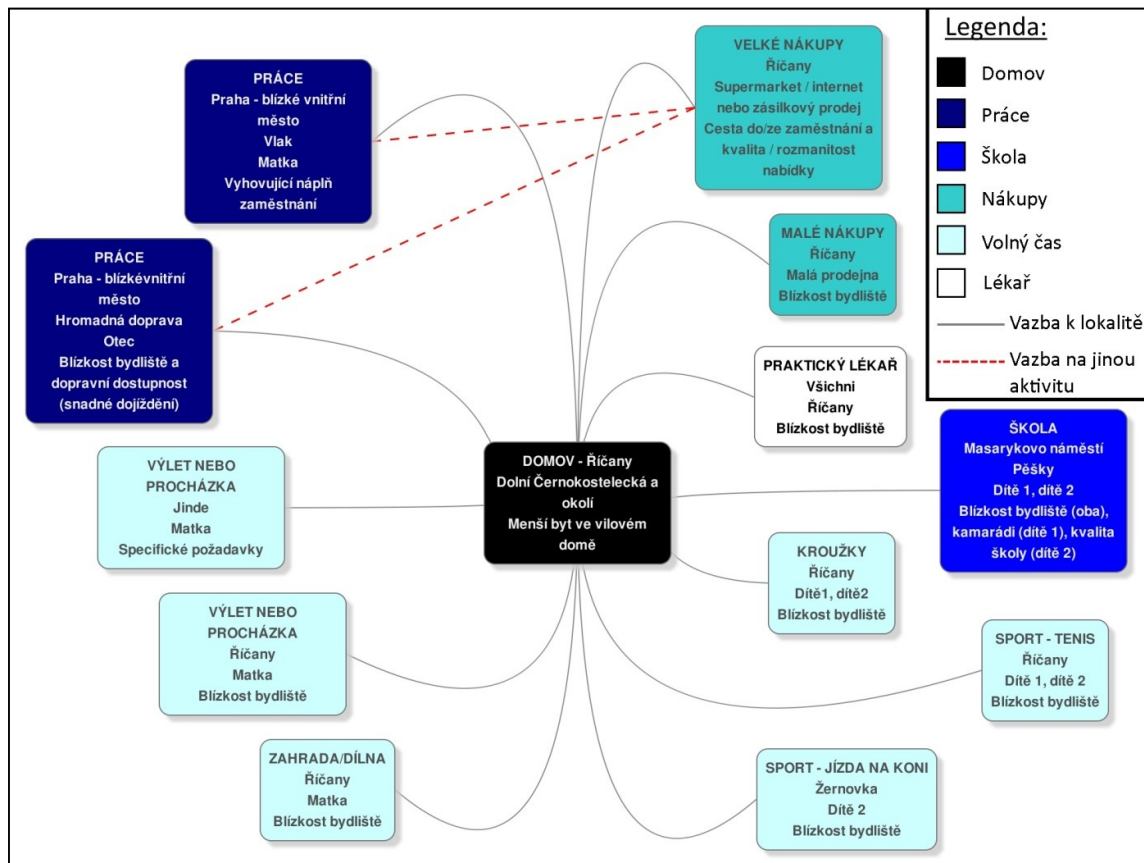 PRÁCE
Praha - blízké vnitřní
město
Vlak
Matka
Vyhovující náplň
zaměstnání
VELKÉ NÁKUPY
Říčany
Supermarket / internet
nebo zásilkový prodej
Cesta do/ze zaměstnání a
kvalita / rozmanitost
nabídky
Legenda:
Domov
Práce
Škola
Nákupy
Volný čas
Lékař
Vazba k lokalitě
Vazba na jinou
aktivitu
PRÁCE
Praha - blízkévnitřní
město
Hromadná doprava
Otec
Blízkost bydliště a
dopravní dostupnost
(snadné dojíždění)
MALÉ NÁKUPY
Říčany
Malá prodejna
Blízkost bydliště
PRAKTICKÝ LÉKAŘ
Všichni
Říčany
Blízkost bydliště
DOMOV - Říčany
Dolní Černokostelecká a
okolí
Menší byt ve vilovém
domě
ŠKOLA
Masarykovo náměstí
Pěšky
Dítě 1, dítě 2
Blízkost bydliště (oba),
kamarádi (dítě 1), kvalita
školy (dítě 2)
VÝLET NEBO
PROCHÁZKA
Jinde
Matka
Specifické požadavky
KROUŽKY
Říčany
Dítě1, dítě2
Blízkost bydliště
VÝLET NEBO
PROCHÁZKA
Říčany
Matka
Blízkost bydliště
SPORT - TENIS
Říčany
Dítě 1, dítě 2
Blízkost bydliště
ZAHRADA/DÍLNA
Říčany
Matka
Blízkost bydliště
SPORT - JÍZDA NA KONI
Žernovka
Dítě 2
Blízkost bydliště